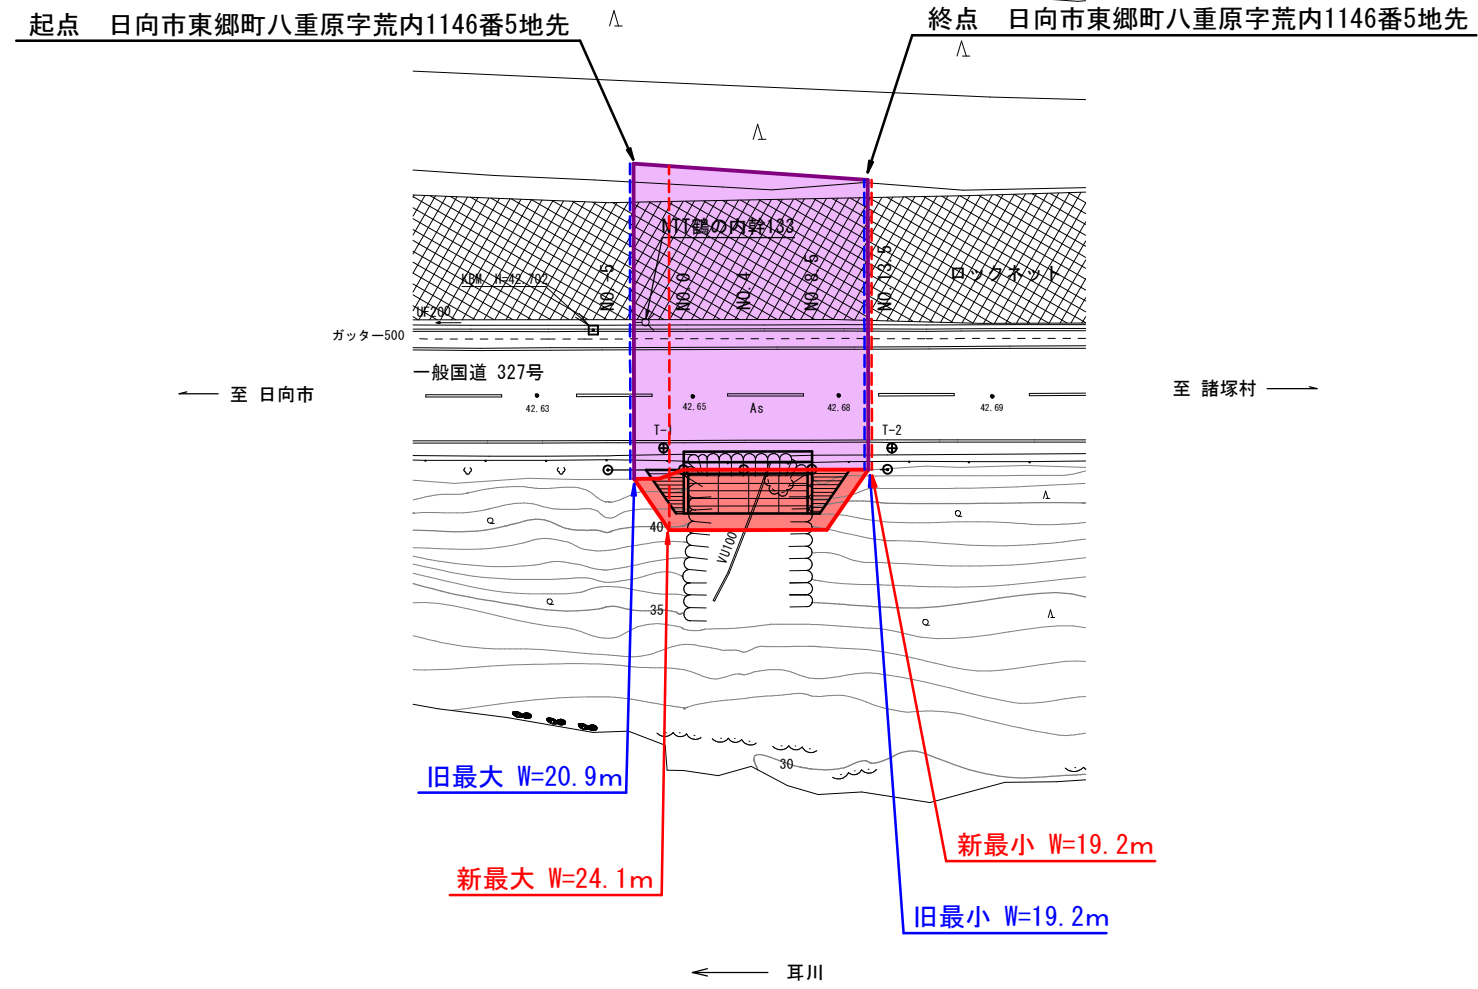 起点　日向市東郷町八重原字荒内1146番5地先
終点　日向市東郷町八重原字荒内1146番5地先
NTT鶴の内幹133
KBM H=42.702
NO.-5
NO.0
NO.4
NO.8.5
NO.13.5
ロックネット
UF200
ガッター500
一般国道 327号
至 日向市
至 諸塚村
42.63
42.65
As
42.68
42.69
T-1
T-2
40
VU100
35
30
旧最大 W=20.9m
新最大 W=24.1m
新最小 W=19.2m
旧最小 W=19.2m
耳川